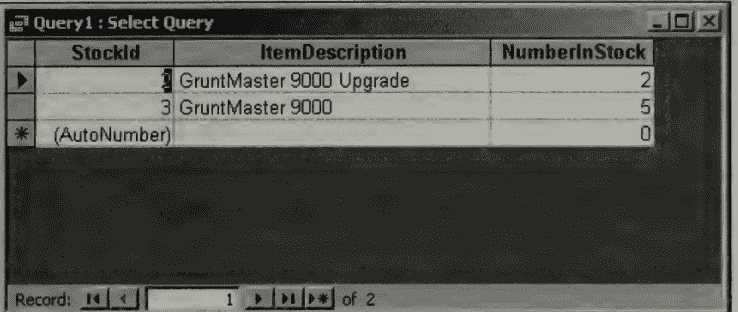 Query1 : Select Query
StockId ItemDescription NumberInStock
GruntMaster 9000 Upgrade 2
3 GruntMaster 9000 5
(AutoNumber) 0
Record: 1 of 2